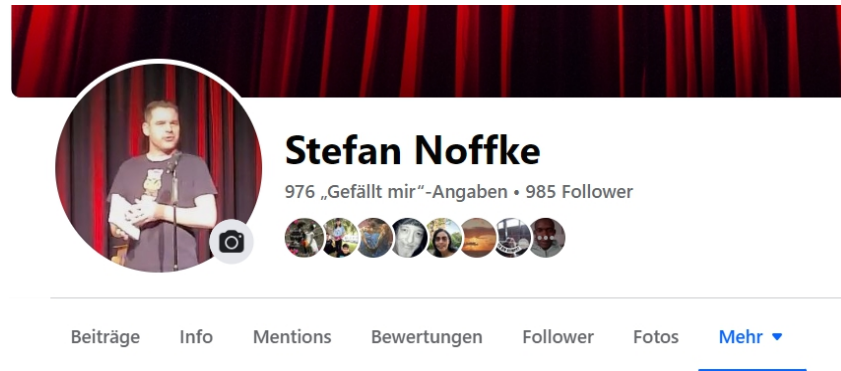 Stefan Noffke
976 „Gefällt mir“-Angaben • 985 Follower
Beiträge Info Mentions Bewertungen Follower Fotos Mehr